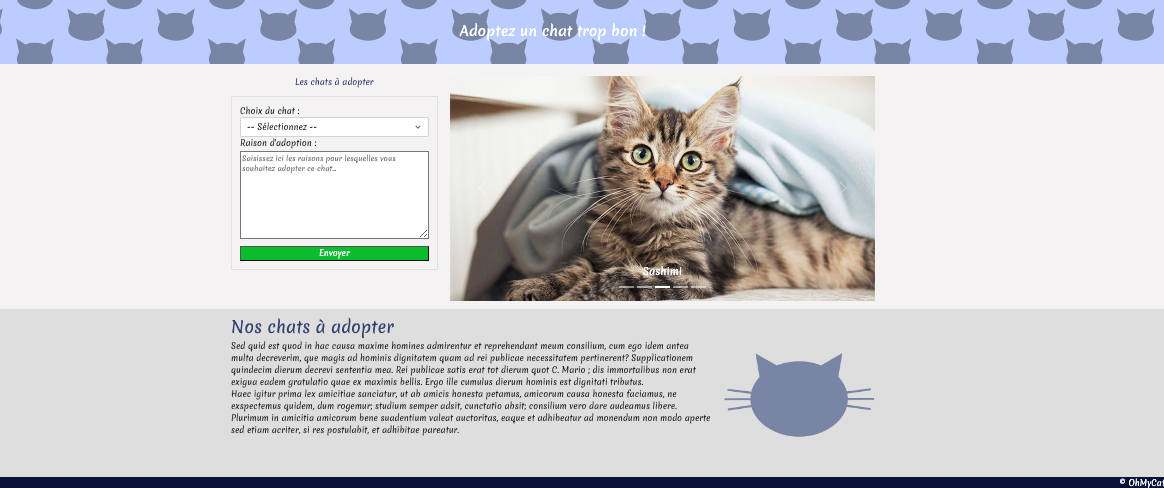 Adoptez un chat trop bon !
Les chats à adopter
Choix du chat :
-- Sélectionnez --
Raison d'adoption :
Saisissez ici les raisons pour lesquelles vous
souhaitez adopter ce chat...
Envoyer
Sashimi
Nos chats à adopter
Sed quid est quod in hac causa maxime homines admirentur et reprehendant meum consilium, cum ego idem antea
multa decreverim, que magis ad hominis dignitatem quam ad rei publicae necessitatem pertinerent? Supplicationem
quindecim dierum decrevi sententia mea. Rei publicae satis erat tot dierum quot C. Mario ; dis immortalibus non erat
exigua eadem gratulatio quae ex maximis bellis. Ergo ille cumulus dierum hominis est dignitati tributus.
Haec igitur prima lex amicitiae sanciatur, ut ab amicis honesta petamus, amicorum causa honesta faciamus, ne
exspectemus quidem, dum rogemur; studium semper adsit, cunctatio absit; consilium vero dare audeamus libere.
Plurimum in amicitia amicorum bene suadentium valeat auctoritas, eaque et adhibeatur ad monendum non modo aperte
sed etiam acriter, si res postulabit, et adhibitae pareatur.
© OhMyCat